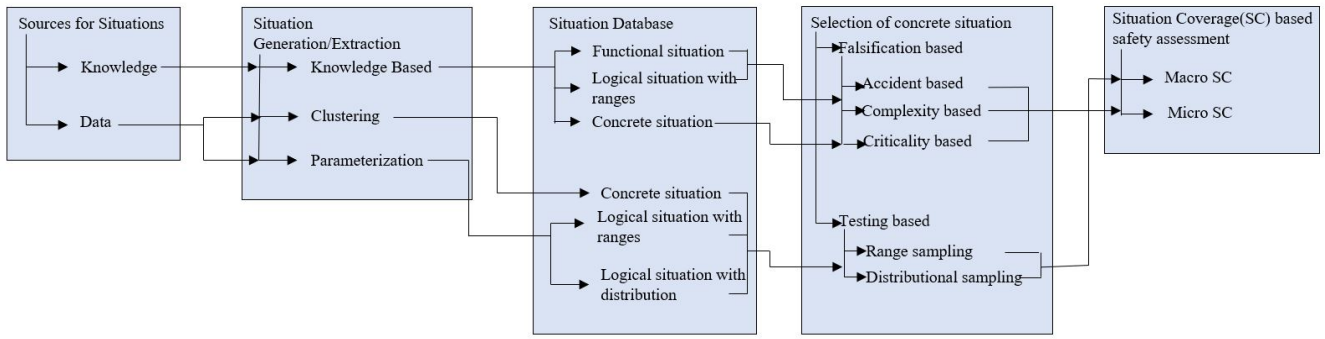 Sources for Situations
Knowledge
Data
Situation
Generation/Extraction
Knowledge Based
Clustering
Parameterization
Situation Database
Functional situation
Logical situation with
ranges
Concrete situation
Concrete situation
Logical situation with
ranges
Logical situation with
distribution
Selection of concrete situation
Falsification based
Accident based
Complexity based
Criticality based
Testing based
Range sampling
Distributional sampling
Situation Coverage(SC) based
safety assessment
Macro SC
Micro SC